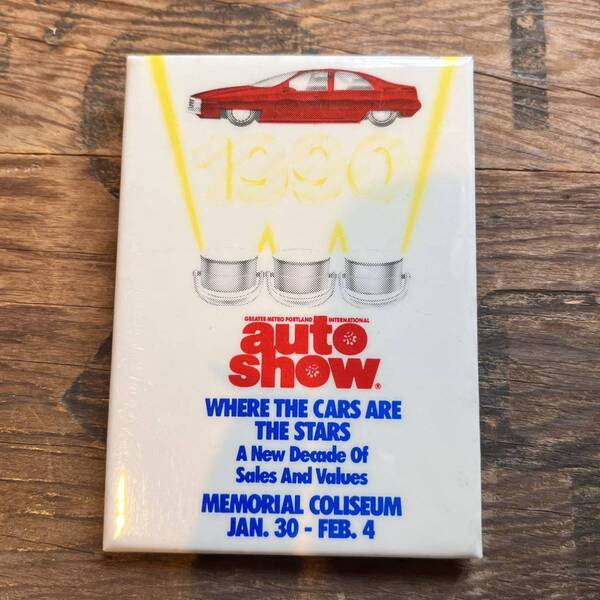 1990
GREATER METRO PORTLAND INTERNATIONAL
auto
show®
WHERE THE CARS ARE
THE STARS
A New Decade Of
Sales And Values
MEMORIAL COLISEUM
JAN. 30 - FEB. 4